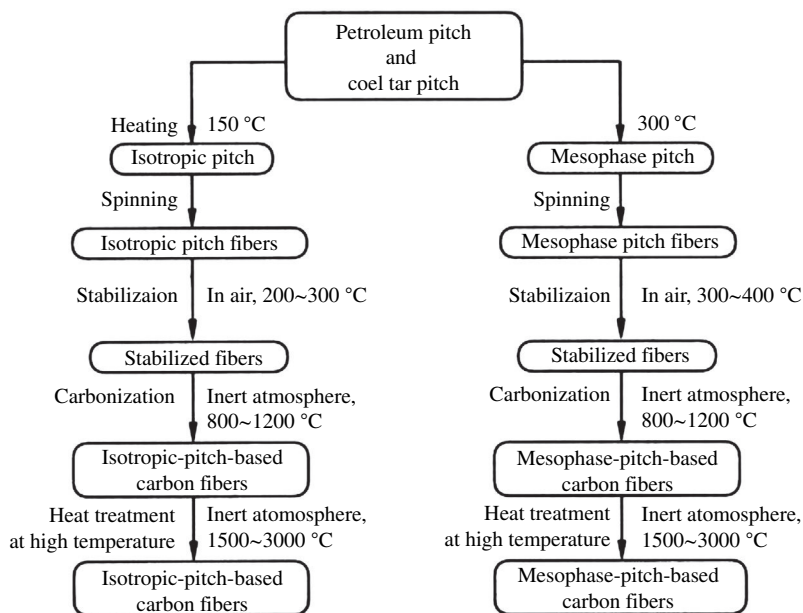 Petroleum pitch
and
coel tar pitch
Heating 150 °C
Isotropic pitch
Spinning
Isotropic pitch fibers
Stabilizaion In air, 200~300 °C
Stabilized fibers
Carbonization Inert atmosphere,
800~1200 °C
Isotropic-pitch-based
carbon fibers
Heat treatment Inert atomosphere,
at high temperature 1500~3000 °C
Isotropic-pitch-based
carbon fibers
300 °C
Mesophase pitch
Spinning
Mesophase pitch fibers
Stabilizaion In air, 300~400 °C
Stabilized fibers
Carbonization Inert atmosphere,
800~1200 °C
Mesophase-pitch-based
carbon fibers
Heat treatment Inert atomosphere,
at high temperature 1500~3000 °C
Mesophase-pitch-based
carbon fibers